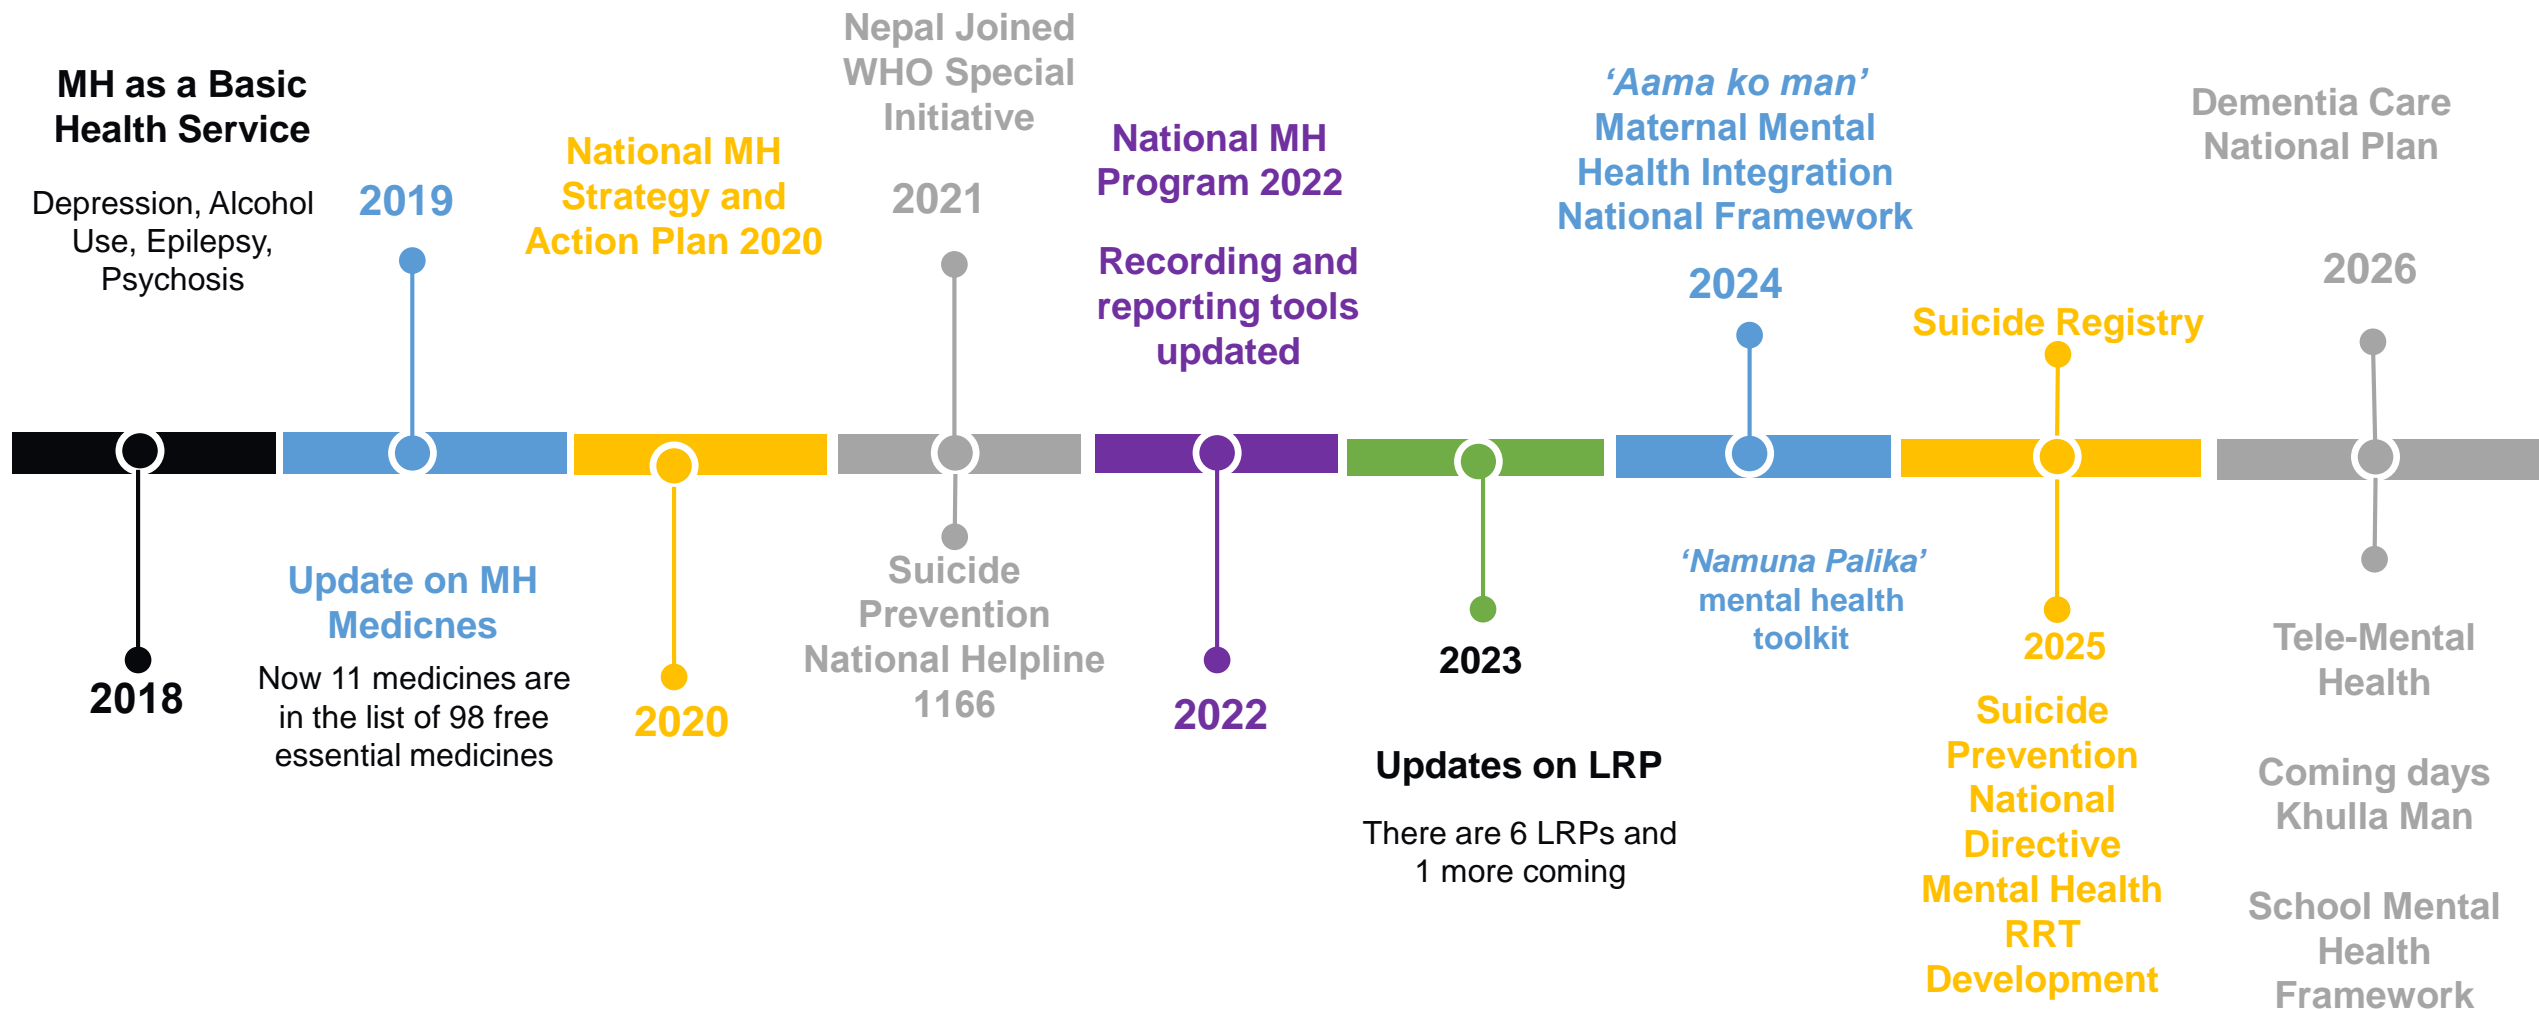 MH as a Basic
Health Service
Depression, Alcohol
Use, Epilepsy,
Psychosis
2018
2019
Update on MH
Medicnes
Now 11 medicines are
in the list of 98 free
essential medicines
National MH
Strategy and
Action Plan 2020
2020
Nepal Joined
WHO Special
Initiative
2021
Suicide
Prevention
National Helpline
1166
National MH
Program 2022
Recording and
reporting tools
updated
2022
2023
Updates on LRP
There are 6 LRPs and
1 more coming
‘Aama ko man’
Maternal Mental
Health Integration
National Framework
2024
‘Namuna Palika’
mental health
toolkit
Suicide Registry
2025
Suicide
Prevention
National
Directive
Mental Health
RRT
Development
Dementia Care
National Plan
2026
Tele-Mental
Health
Coming days
Khulla Man
School Mental
Health
Framework